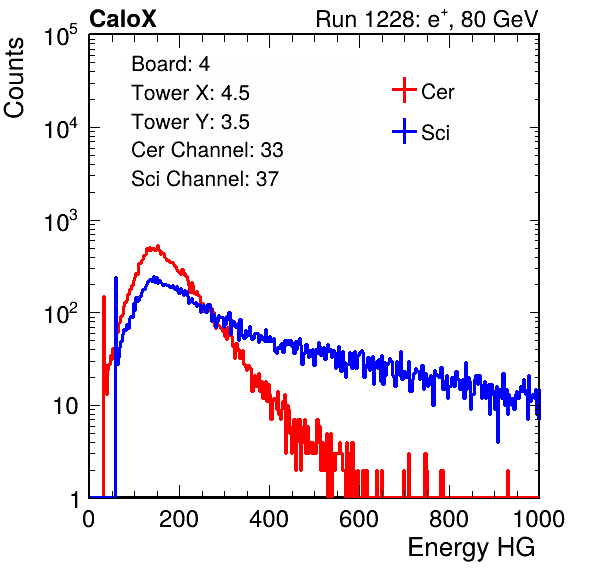 CaloX Run 1228: e⁺, 80 GeV
Counts
Board: 4
Tower X: 4.5
Tower Y: 3.5
Cer Channel: 33
Sci Channel: 37
Cer
Sci
10⁵
10⁴
10³
10²
10
1
0 200 400 600 800 1000
Energy HG